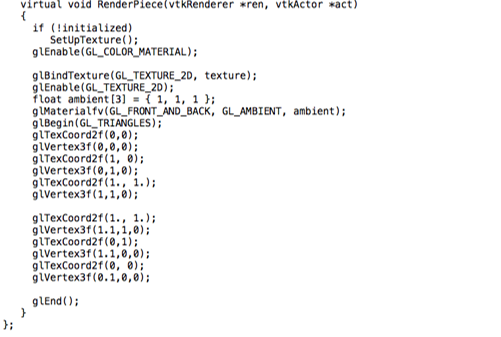 virtual void RenderPiece(vtkRenderer *ren, vtkActor *act)
{
if (!initialized)
SetUpTexture();
glEnable(GL_COLOR_MATERIAL);
glBindTexture(GL_TEXTURE_2D, texture);
glEnable(GL_TEXTURE_2D);
float ambient[3] = { 1, 1, 1 };
glMaterialfv(GL_FRONT_AND_BACK, GL_AMBIENT, ambient);
glBegin(GL_TRIANGLES);
glTexCoord2f(0,0);
glVertex3f(0,0,0);
glTexCoord2f(1, 0);
glVertex3f(0,1,0);
glTexCoord2f(1., 1.);
glVertex3f(1,1,0);
glTexCoord2f(1., 1.);
glVertex3f(1.1,1,0);
glTexCoord2f(0,1);
glVertex3f(1.1,0,0);
glTexCoord2f(0, 0);
glVertex3f(0.1,0,0);
glEnd();
}
};